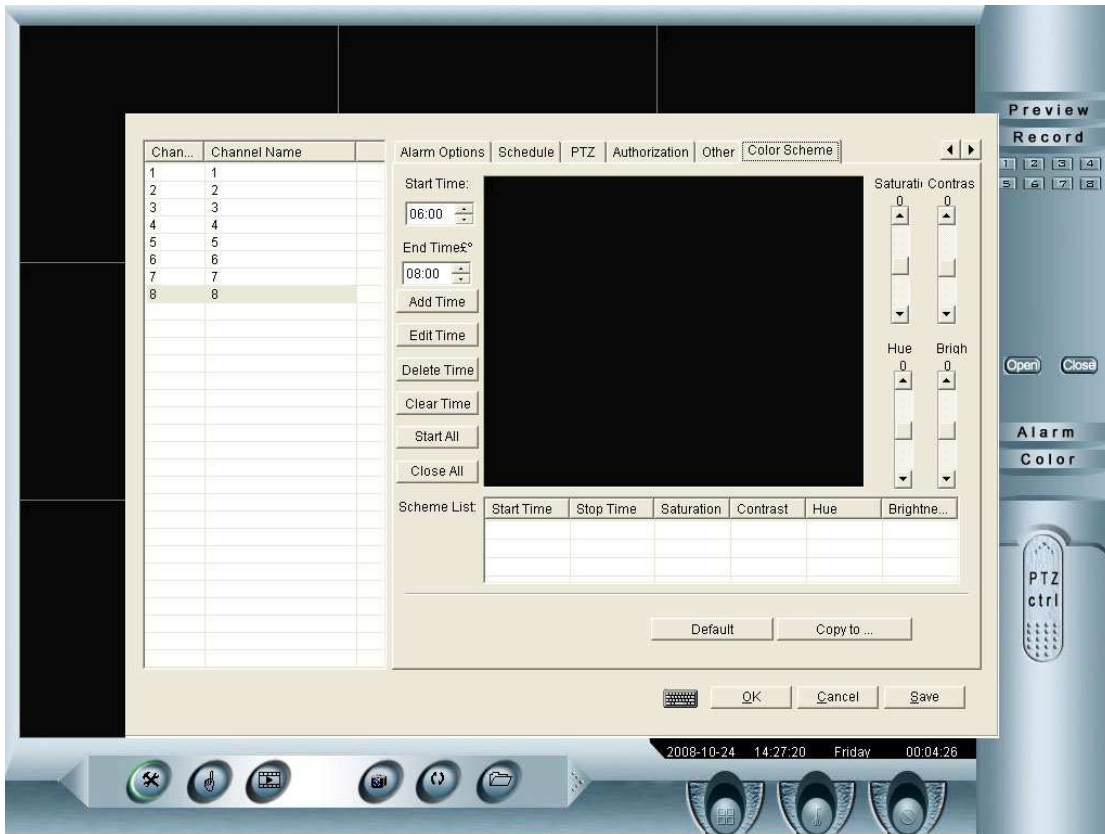 Preview
Record
1 2 3 4
5 6 7 8
Chan... Channel Name
1 1
2 2
3 3
4 4
5 5
6 6
7 7
8 8
Alarm Options Schedule PTZ Authorization Other Color Scheme
Start Time:
06:00
End Time£º
08:00
Add Time
Edit Time
Delete Time
Clear Time
Start All
Close All
Saturati Contras
0 0
Hue Brigh
0 0
Scheme List: Start Time Stop Time Saturation Contrast Hue Brightne...
Default Copy to ...
OK Cancel Save
Open Close
Alarm
Color
PTZ
ctrl
2008-10-24 14:27:20 Friday 00:04:26